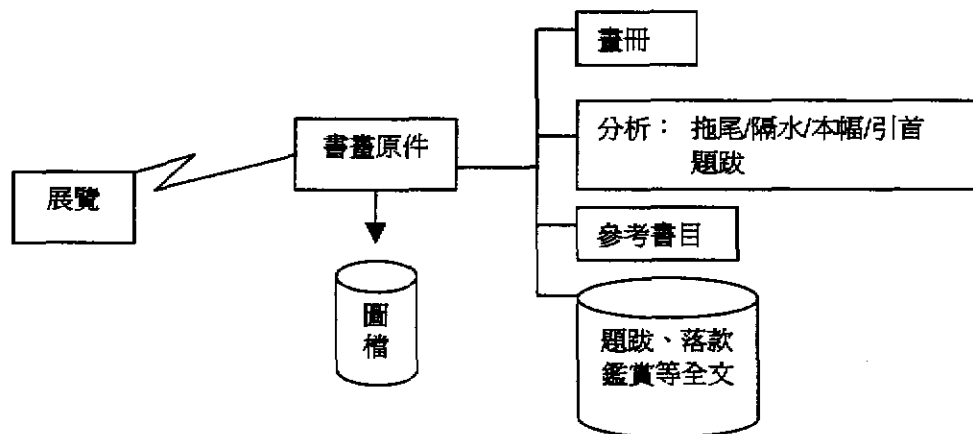 畫冊
分析： 拖尾/隔水/本幅/引首
題跋
書畫原件
展覽
參考書目
圖
檔
題跋、落款
鑑賞等全文